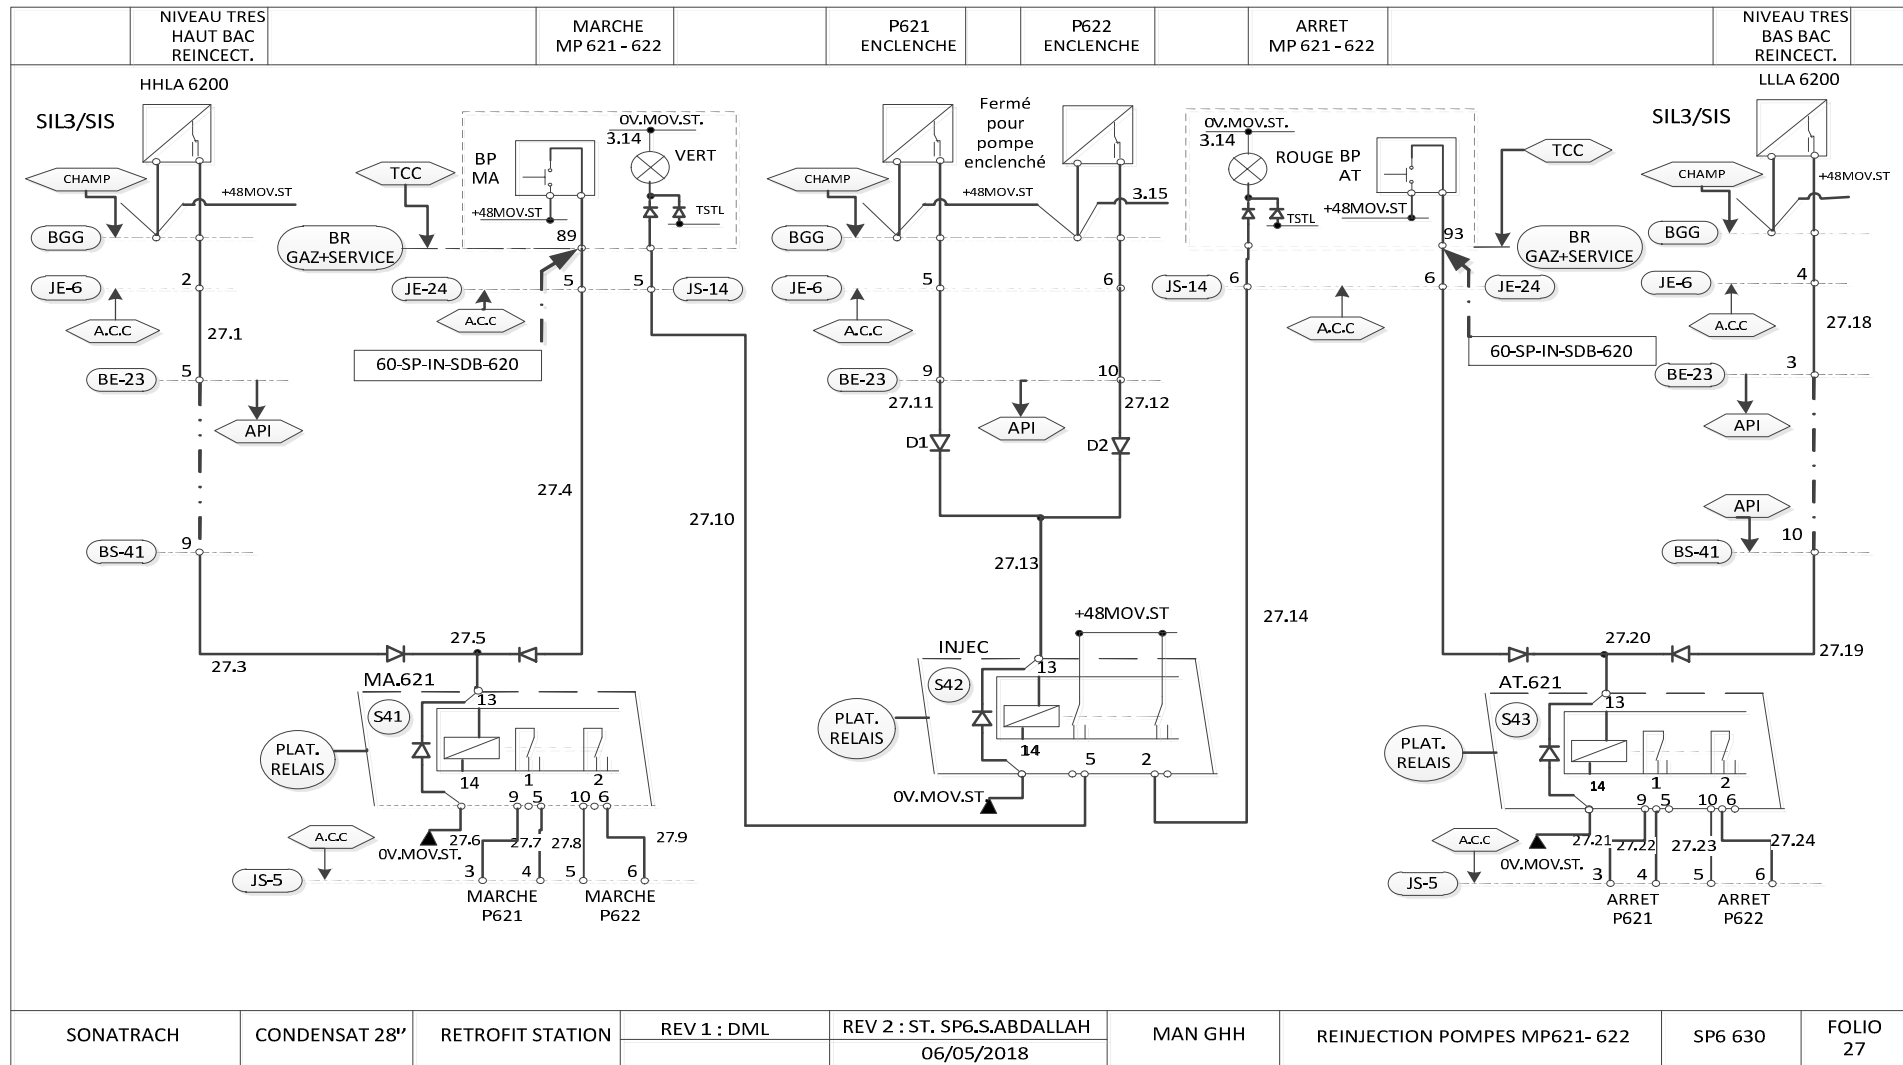 NIVEAU TRES
HAUT BAC
REINCECT.
MARCHE
MP 621 - 622
P621
ENCLENCHE
P622
ENCLENCHE
ARRET
MP 621 - 622
NIVEAU TRES
BAS BAC
REINCECT.
HHLA 6200
SIL3/SIS
CHAMP
+48MOV.ST
BGG
JE-6
2
A.C.C
27.1
BE-23
5
API
BS-41
9
27.3
TCC
BP
MA
+48MOV.ST
0V.MOV.ST.
3.14
VERT
TSTL
89
BR
GAZ+SERVICE
JE-24
5
5
JS-14
A.C.C
60-SP-IN-SDB-620
27.4
27.10
27.5
MA.621
S41
13
PLAT.
RELAIS
14
1
2
9
5
10
6
0V.MOV.ST.
27.6
27.7
27.8
27.9
A.C.C
JS-5
3
4
5
6
MARCHE
P621
MARCHE
P622
Fermé
pour
pompe
enclenché
CHAMP
+48MOV.ST
3.15
BGG
JE-6
5
6
A.C.C
BE-23
9
10
27.11
27.12
API
D1
D2
27.13
+48MOV.ST
INJEC
13
S42
PLAT.
RELAIS
14
5
2
0V.MOV.ST.
0V.MOV.ST.
3.14
ROUGE
BP
AT
TSTL
+48MOV.ST
TCC
93
BR
GAZ+SERVICE
JS-14
6
6
JE-24
A.C.C
60-SP-IN-SDB-620
27.14
LLLA 6200
SIL3/SIS
CHAMP
+48MOV.ST
BGG
JE-6
4
A.C.C
27.18
BE-23
3
API
API
BS-41
10
27.20
27.19
AT.621
S43
13
PLAT.
RELAIS
14
1
2
9
5
10
6
0V.MOV.ST.
27.21
27.22
27.23
27.24
A.C.C
JS-5
3
4
5
6
ARRET
P621
ARRET
P622
SONATRACH
CONDENSAT 28"
RETROFIT STATION
REV 1 : DML
REV 2 : ST. SP6.S.ABDALLAH
06/05/2018
MAN GHH
REINJECTION POMPES MP621- 622
SP6 630
FOLIO
27